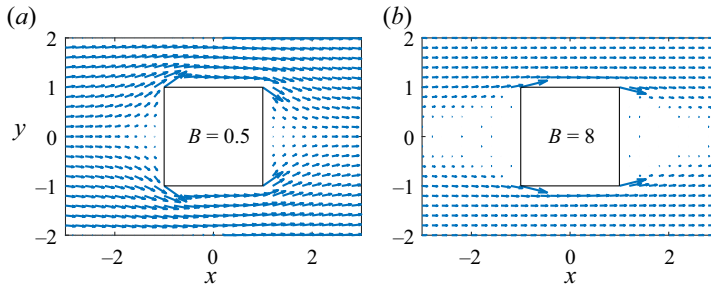 (a) (b)
2 2
1 1
y 0 B = 0.5 0 B = 8
–1 –1
–2 –2
–2 0 2 –2 0 2
x x